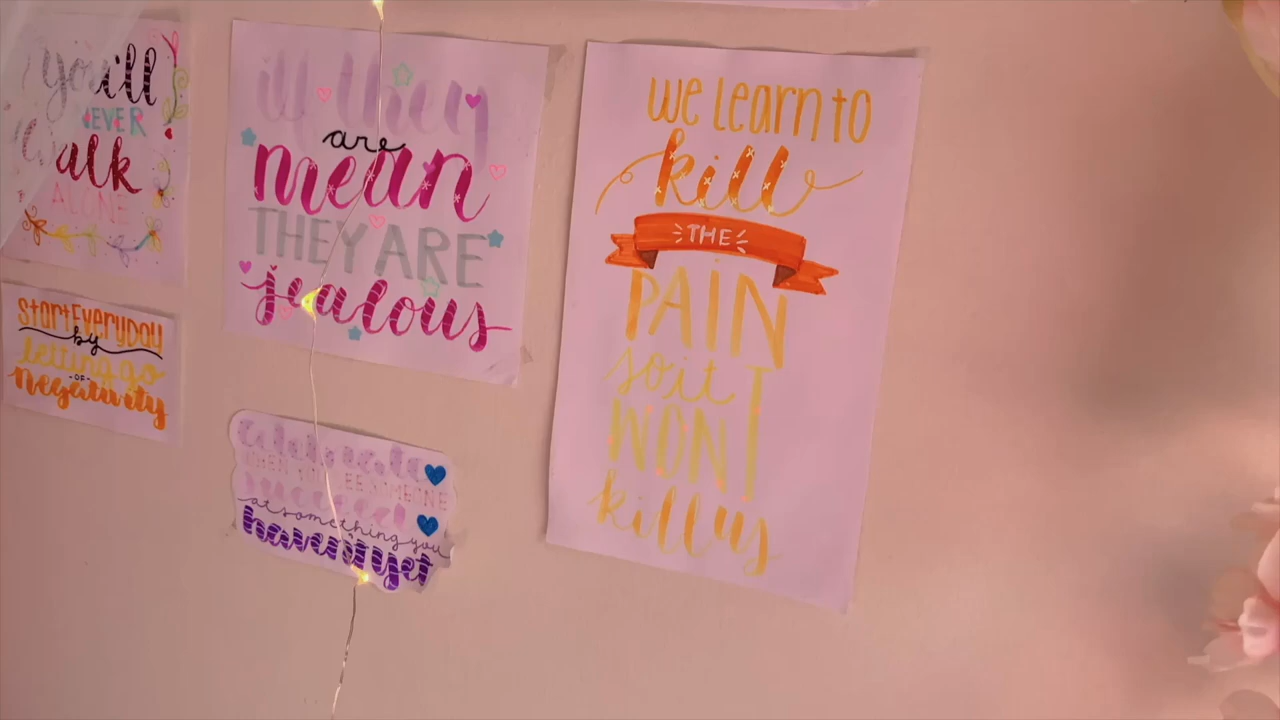 you'll
NEVER
Walk
ALONE
if they
are
mean
THEY ARE
jealous
we learn to
kill
THE
PAIN
so it
WON'T
kill us
start Everyday
by
letting go
- OF -
negativity
Celebrate
WHEN YOU SEE SOMEONE
succeed
at something you
haven't yet